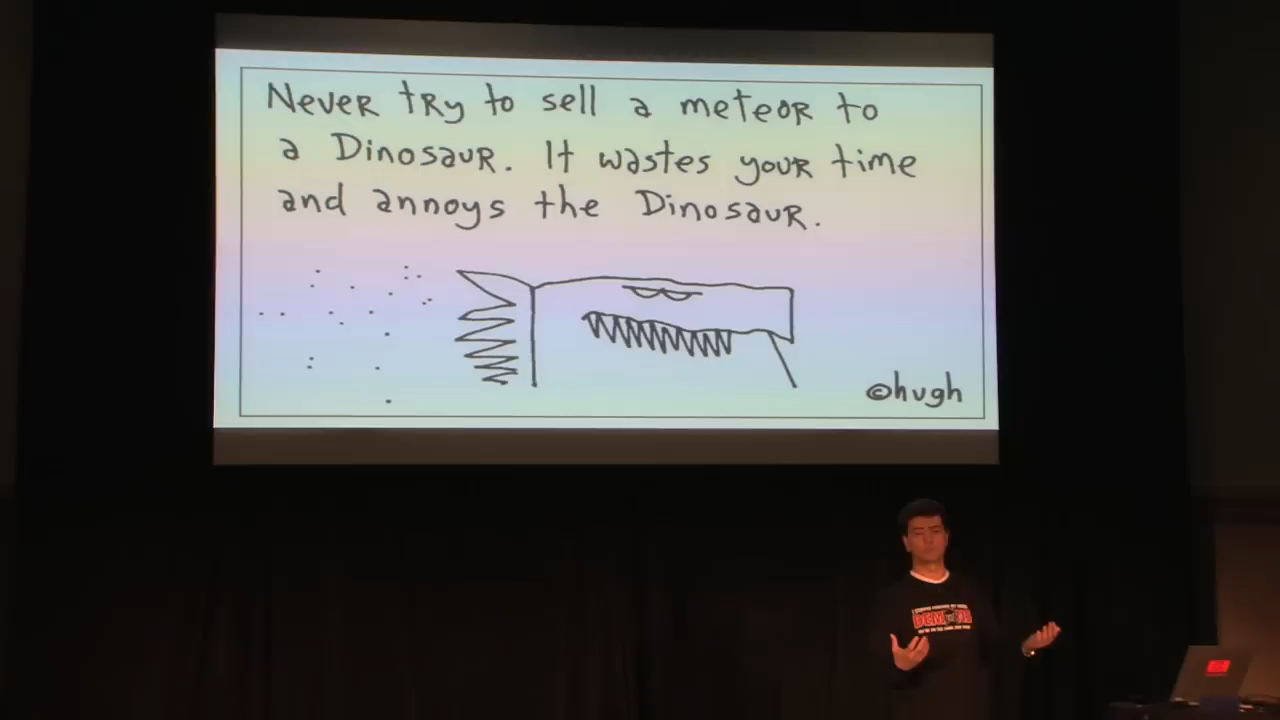 Never try to sell a meteor to
a Dinosaur. It wastes your time
and annoys the Dinosaur.
©hugh